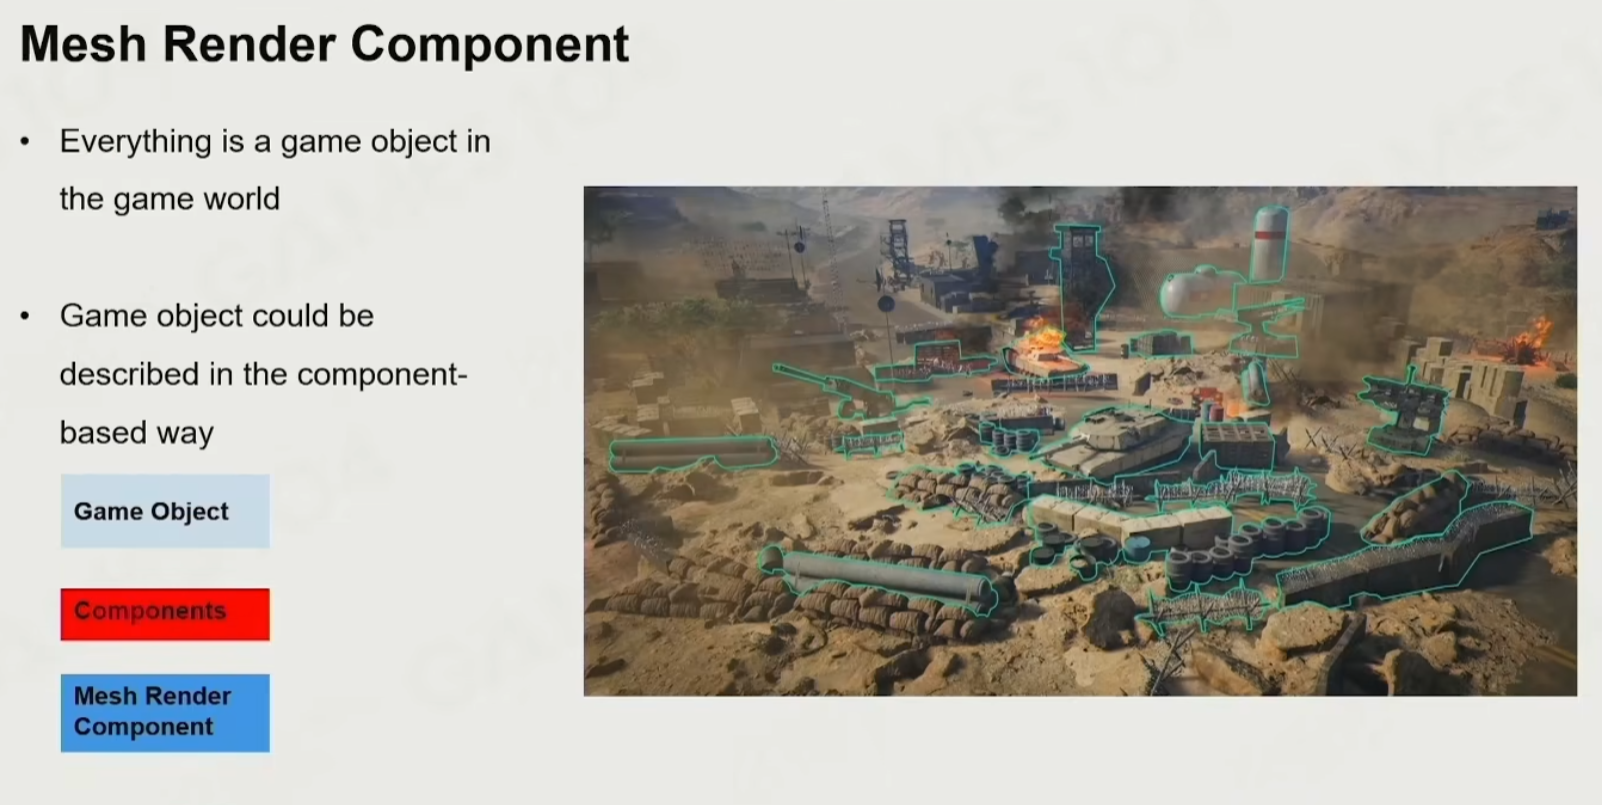 Mesh Render Component
• Everything is a game object in
the game world
• Game object could be
described in the component-
based way
Game Object
Components
Mesh Render
Component